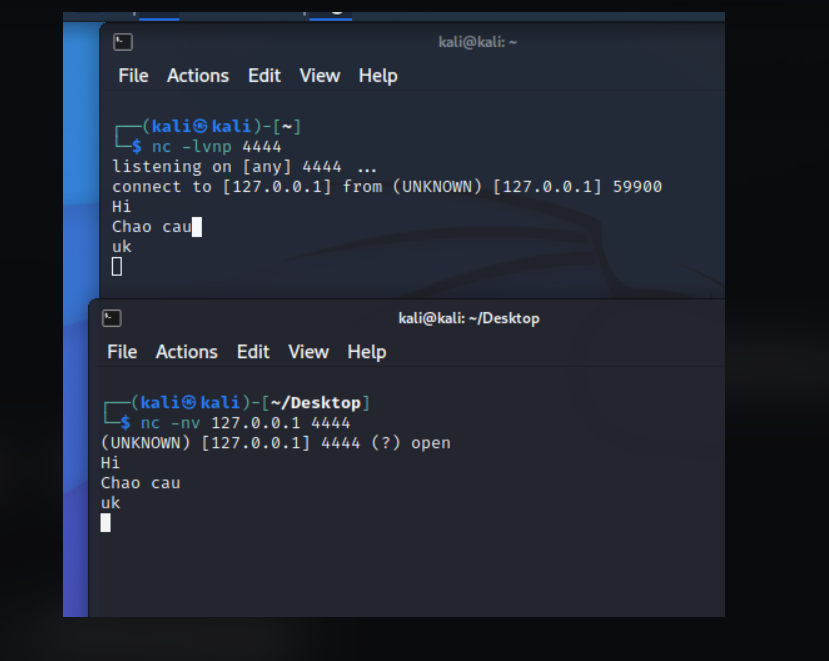 kali@kali: ~
File Actions Edit View Help
┌──(kali㉿kali)-[~]
└─$ nc -lvnp 4444
listening on [any] 4444 ...
connect to [127.0.0.1] from (UNKNOWN) [127.0.0.1] 59900
Hi
Chao cau
uk
kali@kali: ~/Desktop
File Actions Edit View Help
┌──(kali㉿kali)-[~/Desktop]
└─$ nc -nv 127.0.0.1 4444
(UNKNOWN) [127.0.0.1] 4444 (?) open
Hi
Chao cau
uk